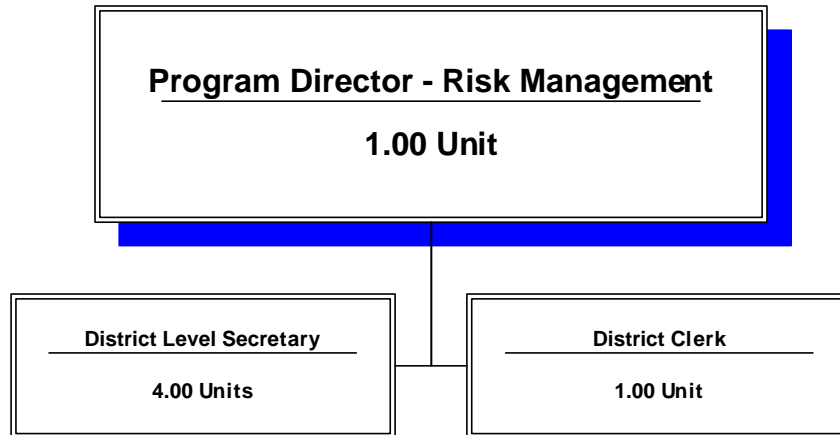 Program Director - Risk Management
1.00 Unit
District Level Secretary
4.00 Units
District Clerk
1.00 Unit